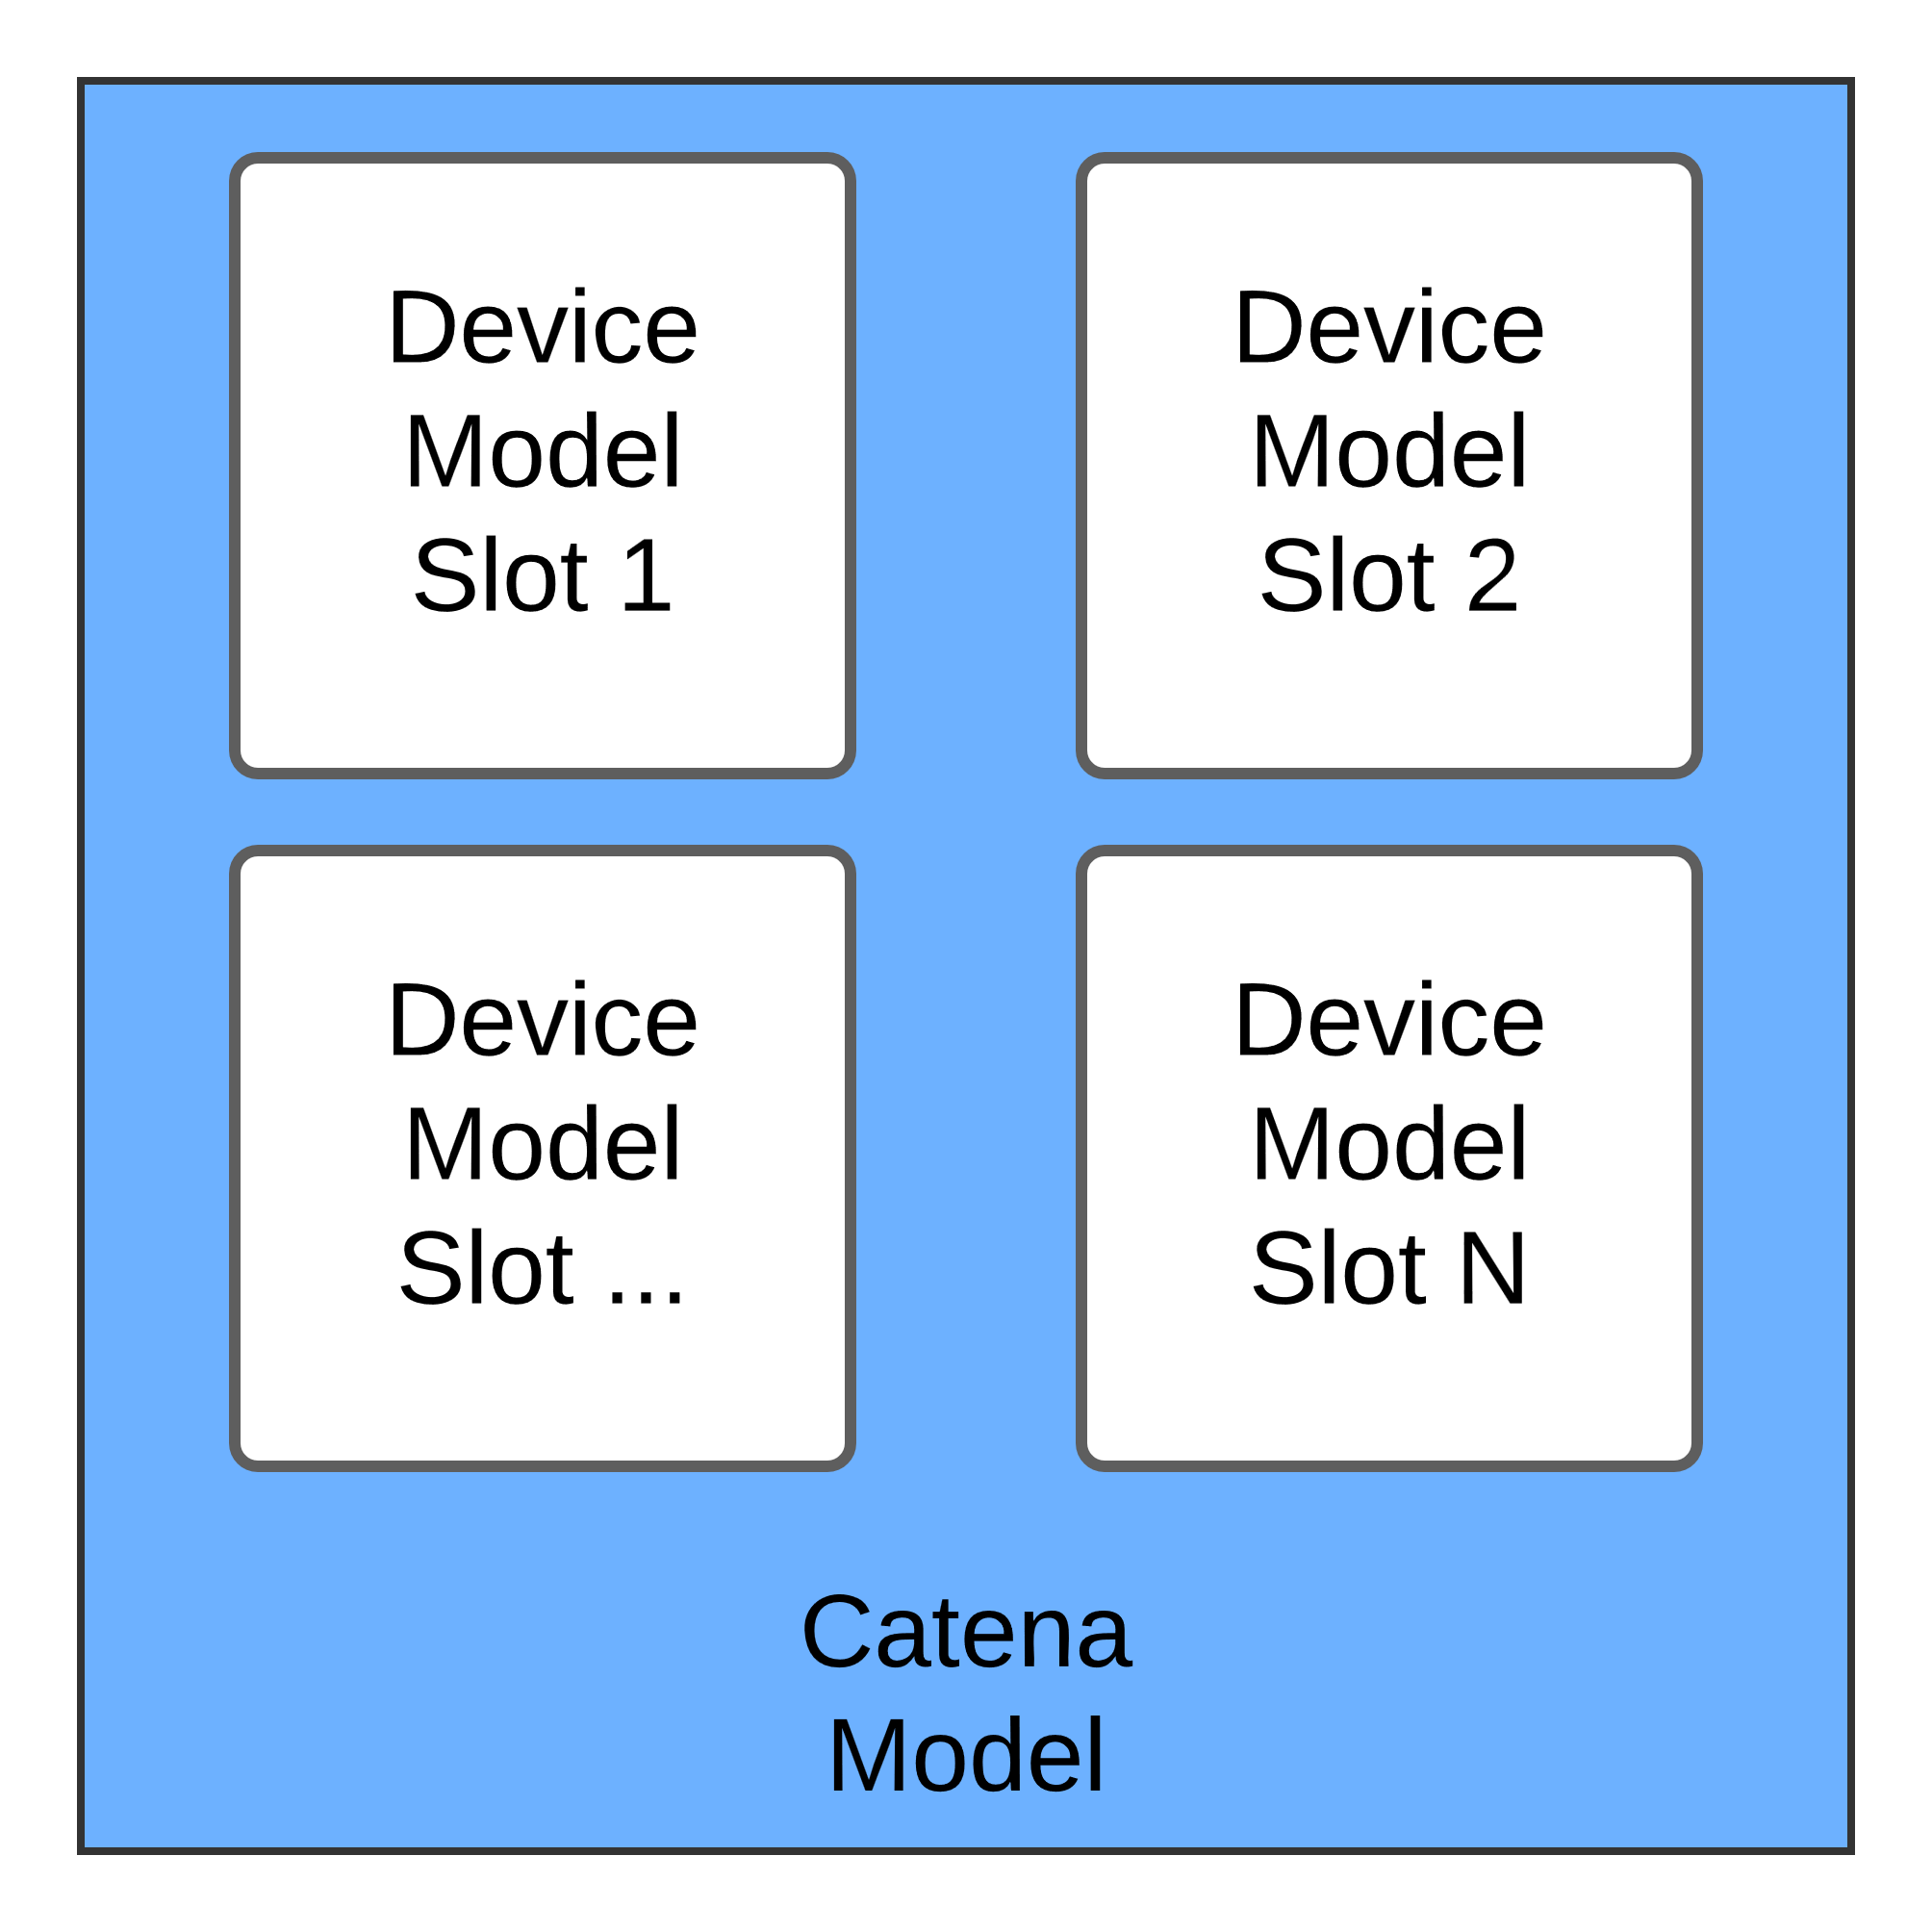 Device
Model
Slot 1
Device
Model
Slot 2
Device
Model
Slot ...
Device
Model
Slot N
Catena
Model